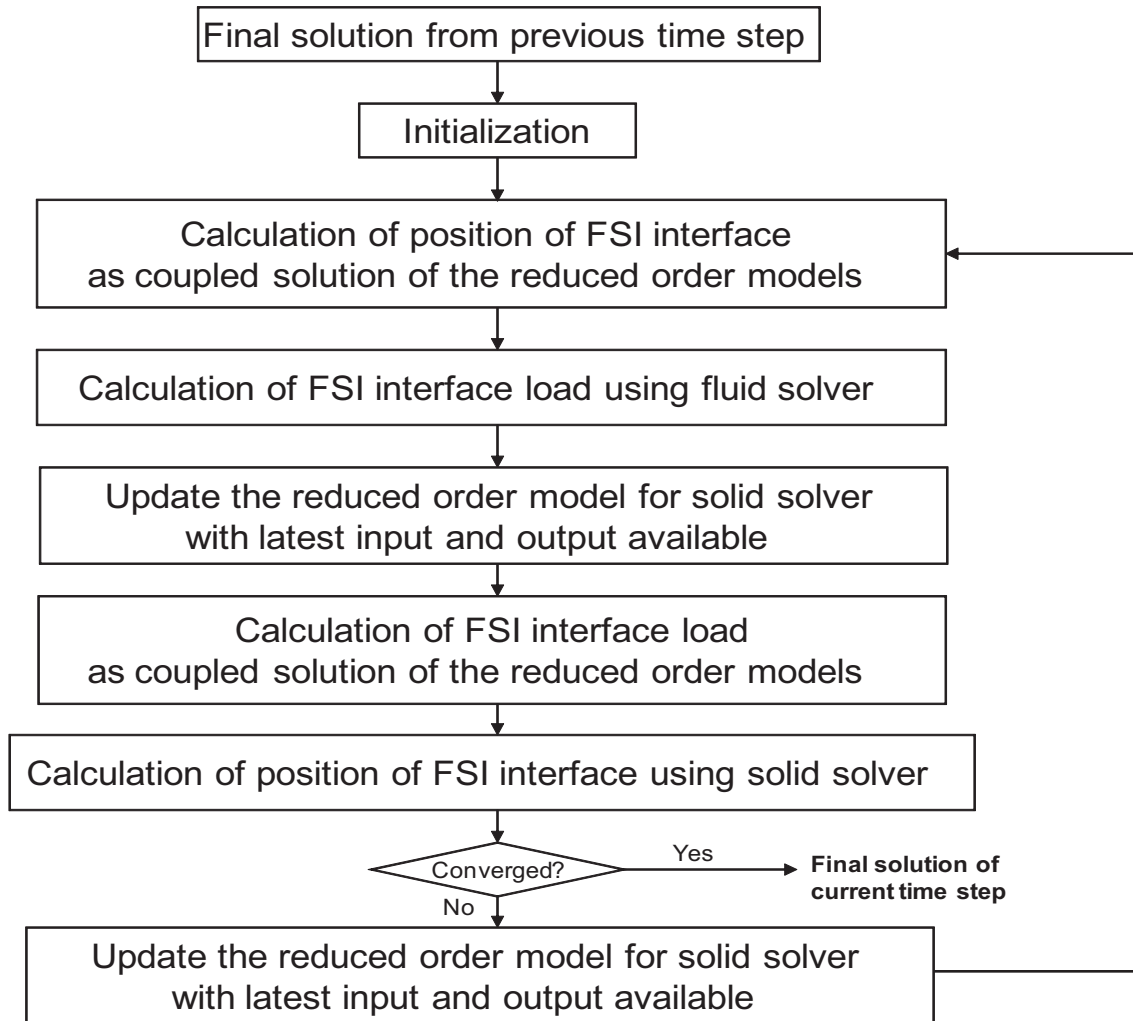 Final solution from previous time step
Initialization
Calculation of position of FSI interface
as coupled solution of the reduced order models
Calculation of FSI interface load using fluid solver
Update the reduced order model for solid solver
with latest input and output available
Calculation of FSI interface load
as coupled solution of the reduced order models
Calculation of position of FSI interface using solid solver
Converged?
Yes
Final solution of
current time step
No
Update the reduced order model for solid solver
with latest input and output available